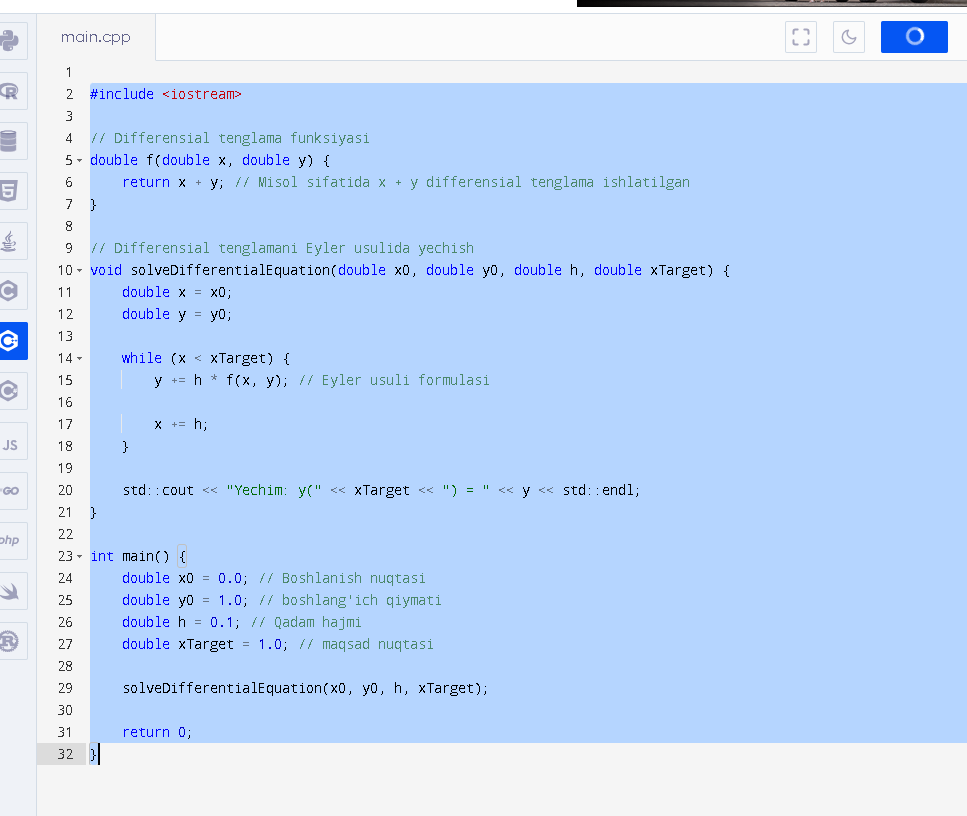 main.cpp
1
2 #include <iostream>
3
4 // Differensial tenglama funksiyasi
5 double f(double x, double y) {
6     return x + y; // Misol sifatida x + y differensial tenglama ishlatilgan
7 }
8
9 // Differensial tenglamani Eyler usulida yechish
10 void solveDifferentialEquation(double x0, double y0, double h, double xTarget) {
11     double x = x0;
12     double y = y0;
13
14     while (x < xTarget) {
15         y += h * f(x, y); // Eyler usuli formulasi
16
17         x += h;
18     }
19
20     std::cout << "Yechim: y(" << xTarget << ") = " << y << std::endl;
21 }
22
23 int main() {
24     double x0 = 0.0; // Boshlanish nuqtasi
25     double y0 = 1.0; // boshlang'ich qiymati
26     double h = 0.1; // Qadam hajmi
27     double xTarget = 1.0; // maqsad nuqtasi
28
29     solveDifferentialEquation(x0, y0, h, xTarget);
30
31     return 0;
32 }
R
5
C
C
C
JS
GO
php
R